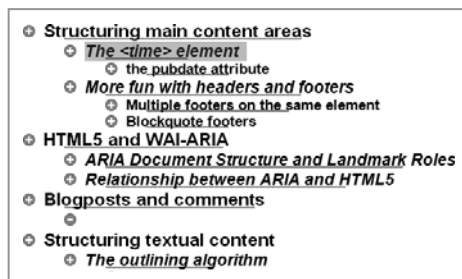 Structuring main content areas
The <time> element
the pubdate attribute
More fun with headers and footers
Multiple footers on the same element
Blockquote footers
HTML5 and WAI-ARIA
ARIA Document Structure and Landmark Roles
Relationship between ARIA and HTML5
Blogposts and comments
Structuring textual content
The outlining algorithm